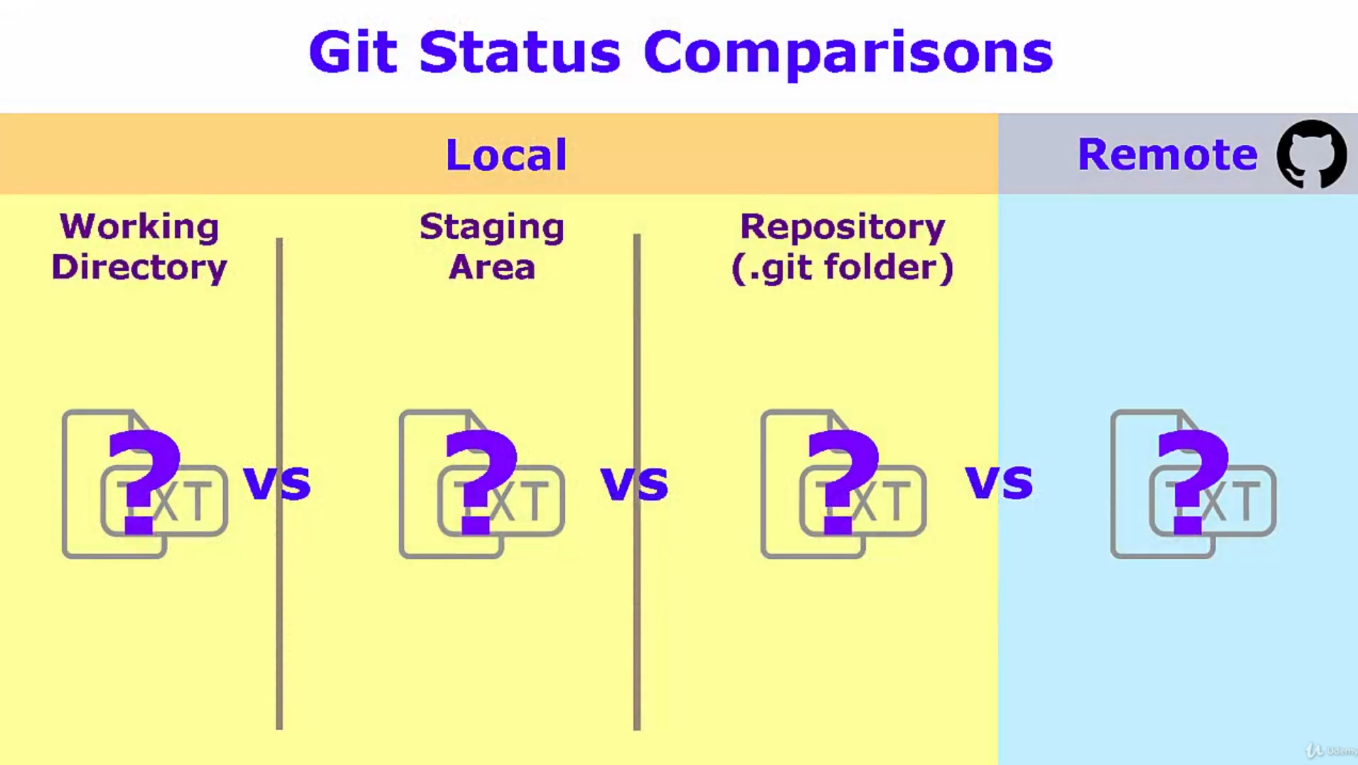 Git Status Comparisons
Local
Remote
Working
Directory
Staging
Area
Repository
(.git folder)
? TXT vs ? TXT vs ? TXT vs ? TXT
Udemy